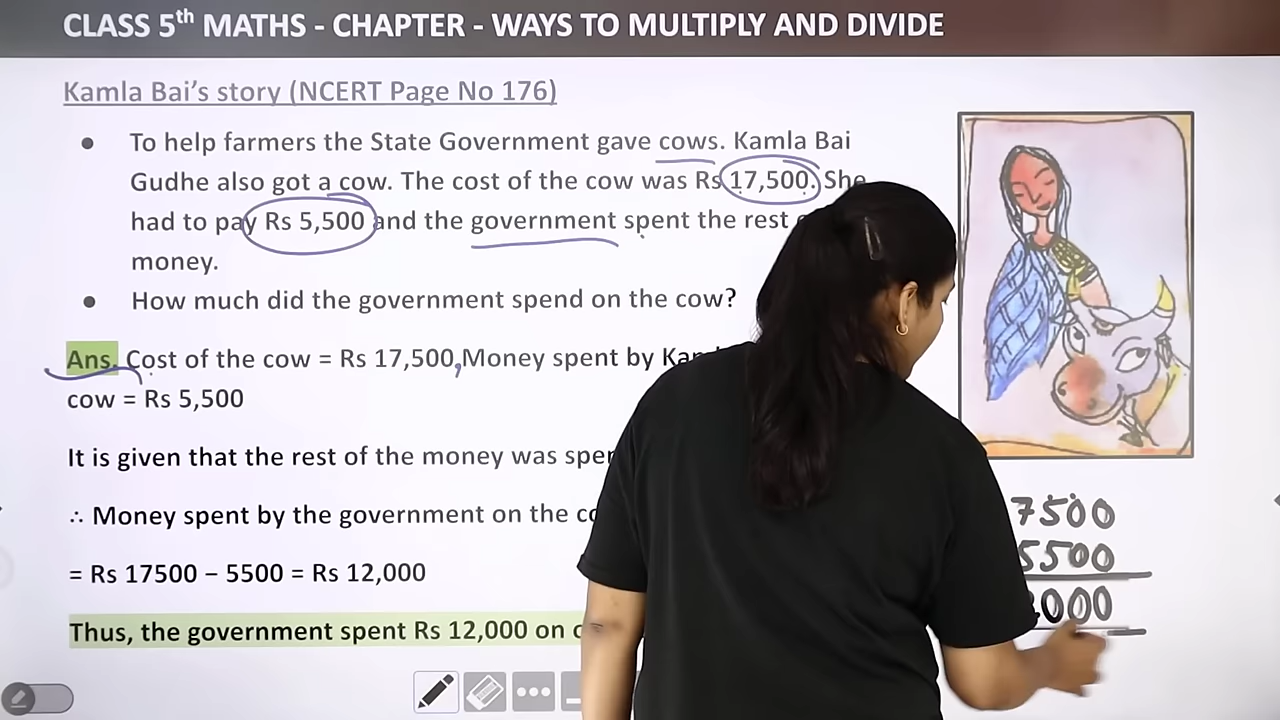 CLASS 5th MATHS - CHAPTER - WAYS TO MULTIPLY AND DIVIDE
Kamla Bai's story (NCERT Page No 176)
● To help farmers the State Government gave cows. Kamla Bai
Gudhe also got a cow. The cost of the cow was Rs 17,500. She
had to pay Rs 5,500 and the government spent the rest
money.
● How much did the government spend on the cow?
Ans. Cost of the cow = Rs 17,500, Money spent by
cow = Rs 5,500
It is given that the rest of the money was
∴ Money spent by the government on the
= Rs 17500 – 5500 = Rs 12,000
Thus, the government spent Rs 12,000 on
7500
5500
000